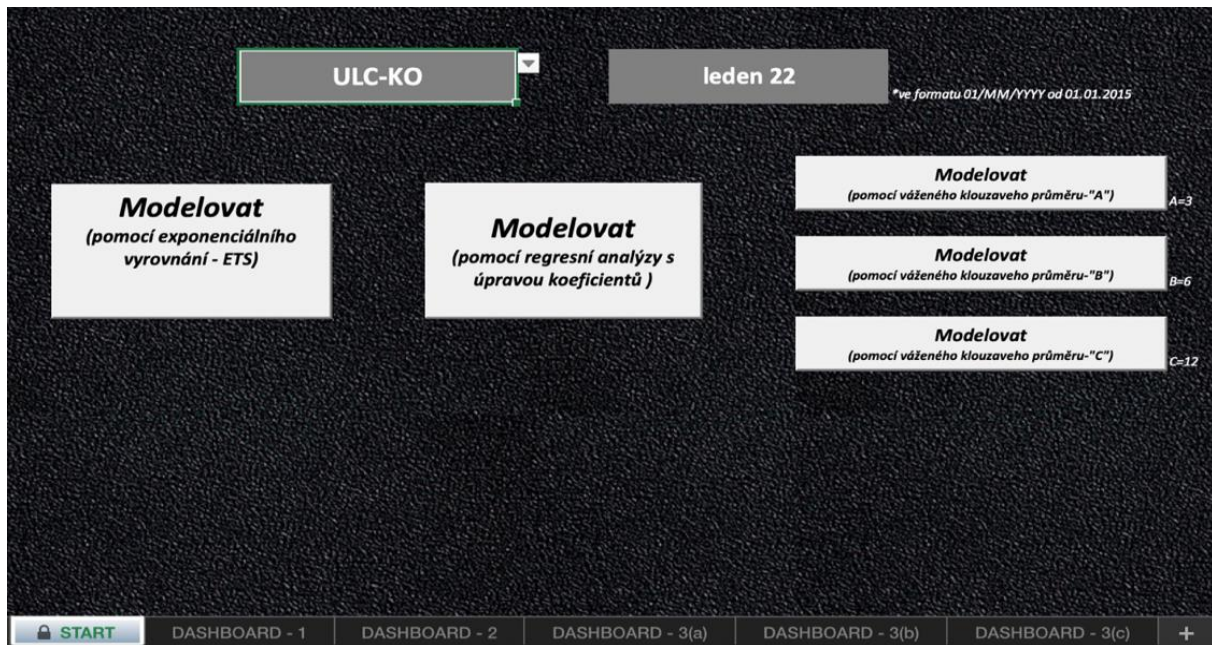 ULC-KO
leden 22
*ve formatu 01/MM/YYYY od 01.01.2015
Modelovat
(pomocí exponenciálního
vyrovnání - ETS)
Modelovat
(pomocí regresní analýzy s
úpravou koeficientů )
Modelovat
(pomocí váženého klouzaveho průměru-"A")
A=3
Modelovat
(pomocí váženého klouzaveho průměru-"B")
B=6
Modelovat
(pomocí váženého klouzaveho průměru-"C")
C=12
START
DASHBOARD - 1
DASHBOARD - 2
DASHBOARD - 3(a)
DASHBOARD - 3(b)
DASHBOARD - 3(c)
+